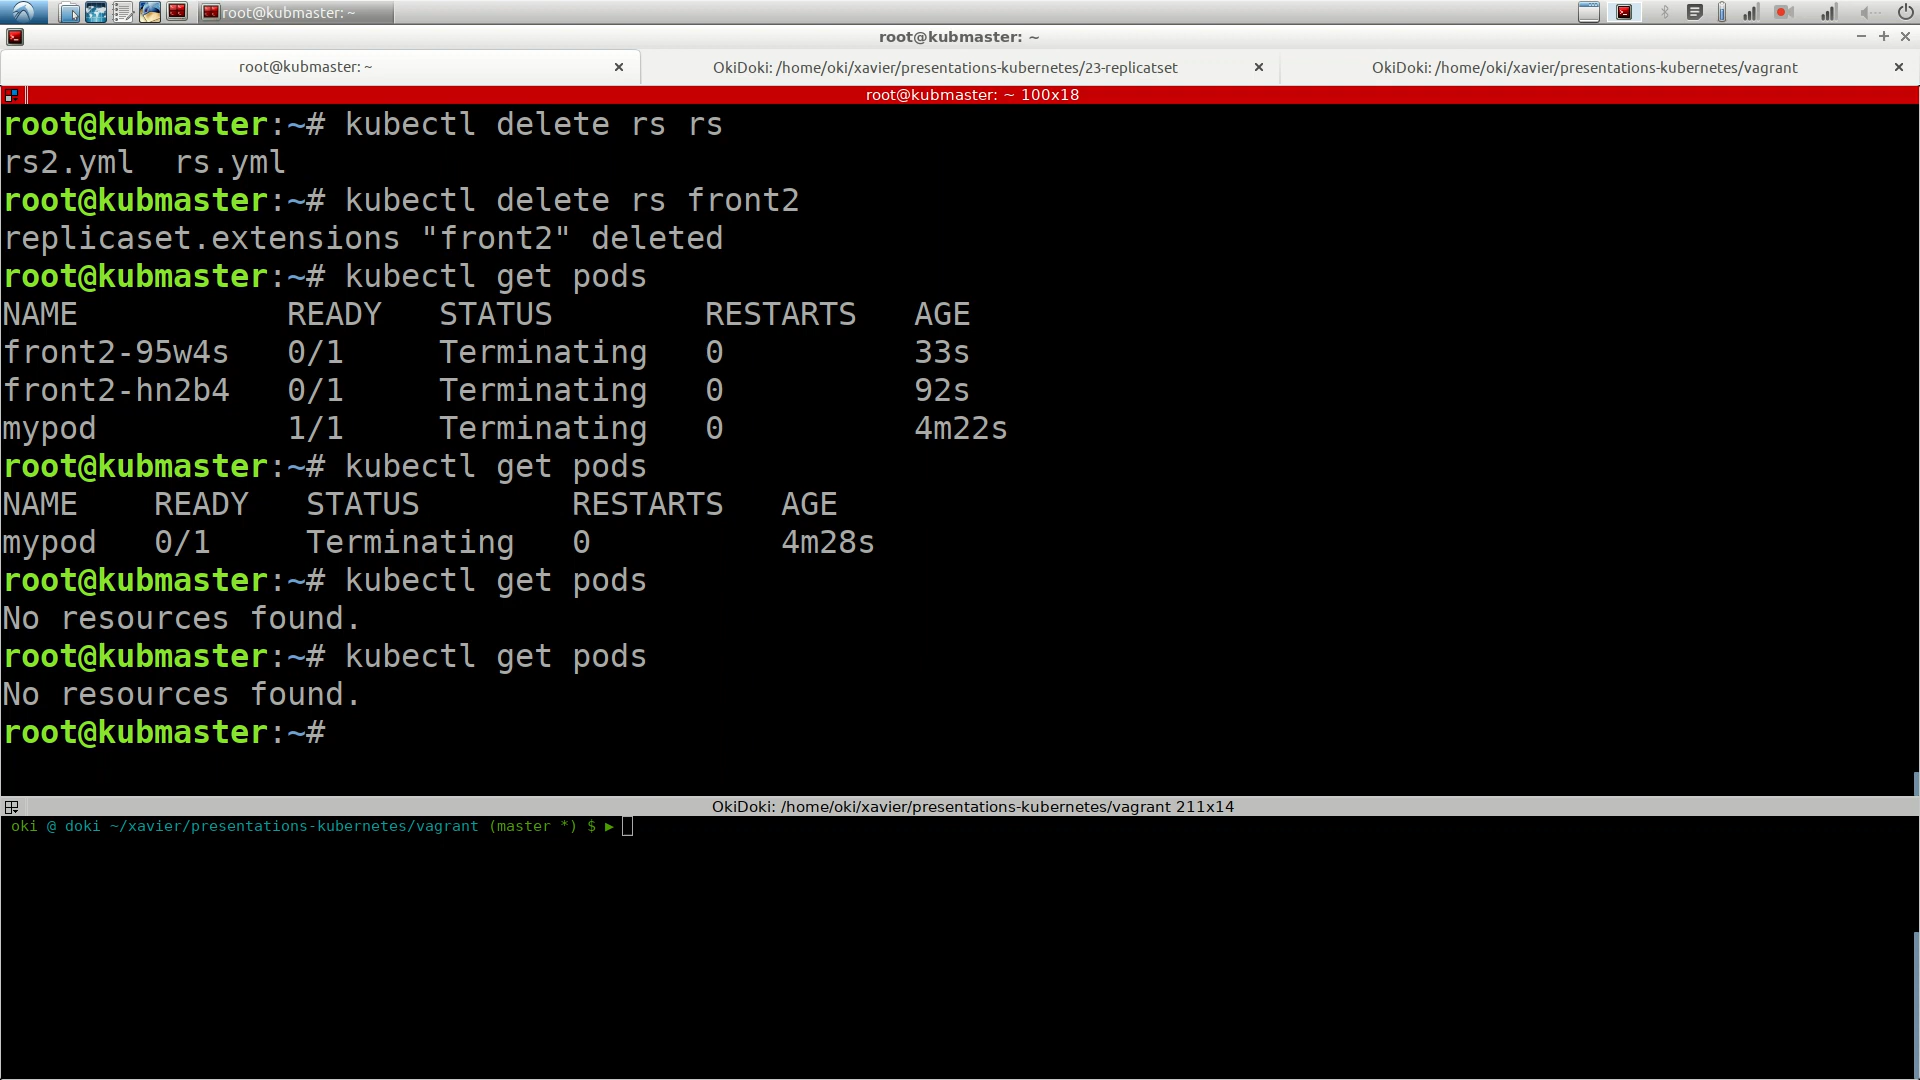 root@kubmaster: ~
root@kubmaster: ~
root@kubmaster: ~
OkiDoki: /home/oki/xavier/presentations-kubernetes/23-replicatset
OkiDoki: /home/oki/xavier/presentations-kubernetes/vagrant
root@kubmaster: ~ 100x18
root@kubmaster:~# kubectl delete rs rs
rs2.yml  rs.yml
root@kubmaster:~# kubectl delete rs front2
replicaset.extensions "front2" deleted
root@kubmaster:~# kubectl get pods
NAME           READY   STATUS        RESTARTS   AGE
front2-95w4s   0/1     Terminating   0          33s
front2-hn2b4   0/1     Terminating   0          92s
mypod          1/1     Terminating   0          4m22s
root@kubmaster:~# kubectl get pods
NAME    READY   STATUS        RESTARTS   AGE
mypod   0/1     Terminating   0          4m28s
root@kubmaster:~# kubectl get pods
No resources found.
root@kubmaster:~# kubectl get pods
No resources found.
root@kubmaster:~#
OkiDoki: /home/oki/xavier/presentations-kubernetes/vagrant 211x14
oki @ doki ~/xavier/presentations-kubernetes/vagrant (master *) $ ▶